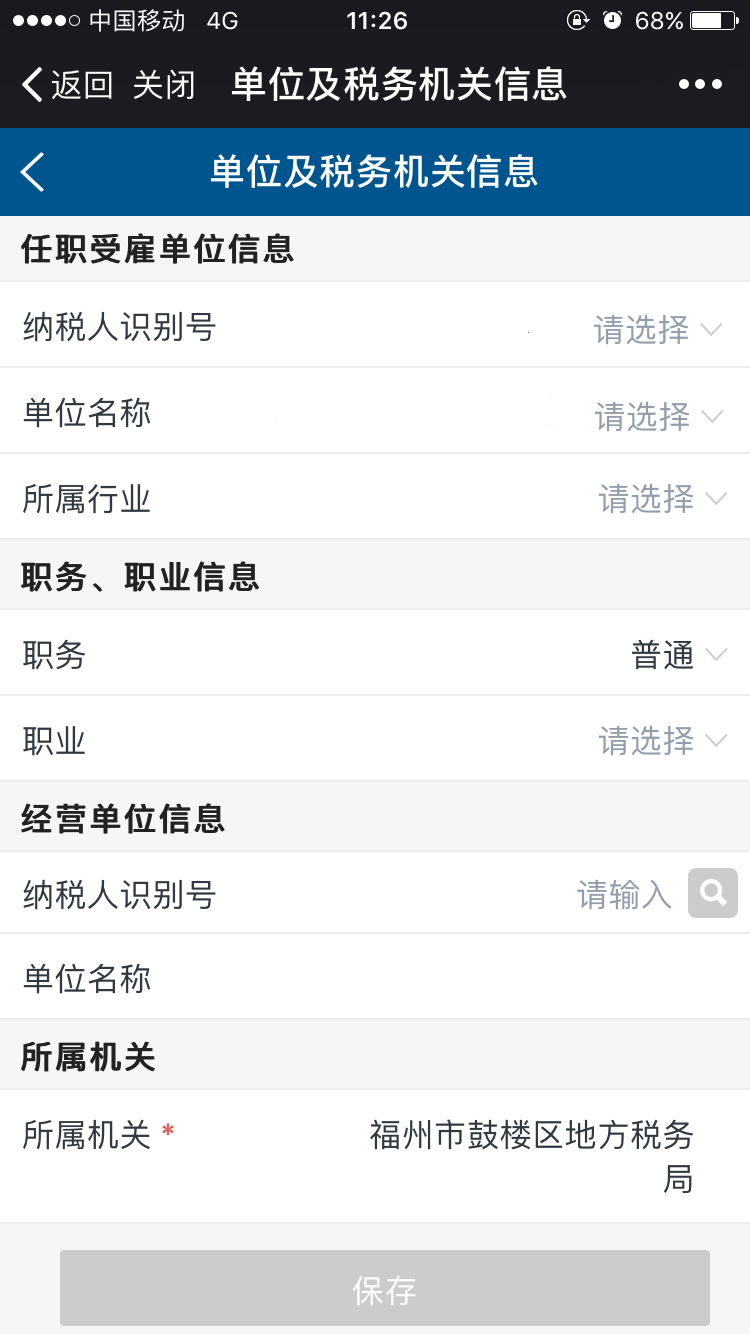 中国移动 4G 11:26 68%
返回 关闭 单位及税务机关信息
单位及税务机关信息
任职受雇单位信息
纳税人识别号 请选择
单位名称 请选择
所属行业 请选择
职务、职业信息
职务 普通
职业 请选择
经营单位信息
纳税人识别号 请输入
单位名称
所属机关
所属机关 * 福州市鼓楼区地方税务
局
保存